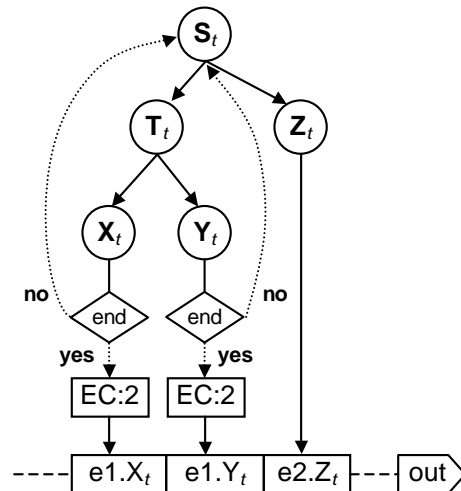 S_t
T_t Z_t
X_t Y_t
no end end no
yes yes
EC:2 EC:2
e1.X_t e1.Y_t e2.Z_t out